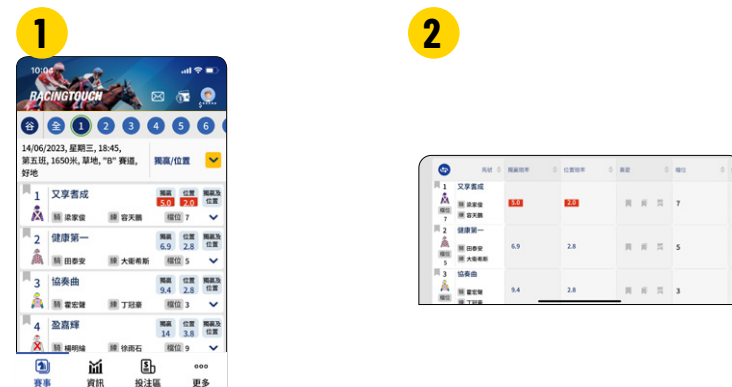 1
10:04
RACINGTOUCH
谷 全 1 2 3 4 5 6
14/06/2023, 星期三, 18:45,
第五班, 1650米, 草地, "B" 賽道,
好地
獨贏/位置
1 又享耆成 獨贏 5.0 位置 2.0 獨贏及位置
騎 梁家俊 練 容天鵬 檔位 7
2 健康第一 獨贏 6.9 位置 2.8 獨贏及位置
騎 田泰安 練 大衛希斯 檔位 5
3 協奏曲 獨贏 9.4 位置 2.8 獨贏及位置
騎 霍宏聲 練 丁冠豪 檔位 3
4 盈嘉輝 獨贏 14 位置 3.8 獨贏及位置
騎 楊明綸 練 徐雨石 檔位 9
賽事 資訊 投注區 更多
2
馬號 獨贏賠率 位置賠率 檔位
1 又享耆成
騎 梁家俊 5.0 2.0 7
檔位 練 容天鵬
7
2 健康第一
騎 田泰安 6.9 2.8 5
檔位 練 大衛希斯
5
3 協奏曲
騎 霍宏聲 9.4 2.8 3
檔位 練 丁冠豪